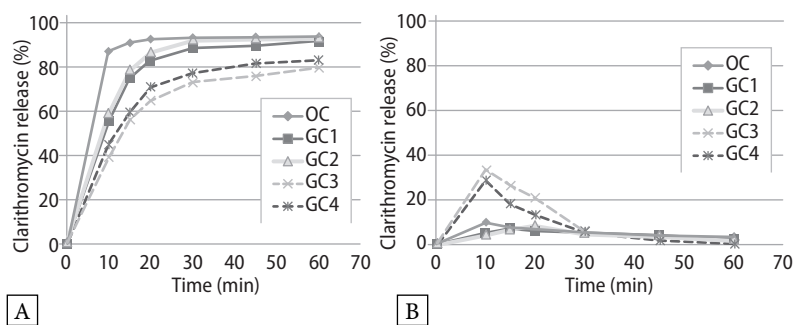 Clarithromycin release (%)
100
80
60
40
20
0
0 10 20 30 40 50 60 70
Time (min)
OC
GC1
GC2
GC3
GC4
A
Clarithromycin release (%)
100
80
60
40
20
0
0 10 20 30 40 50 60 70
Time (min)
OC
GC1
GC2
GC3
GC4
B